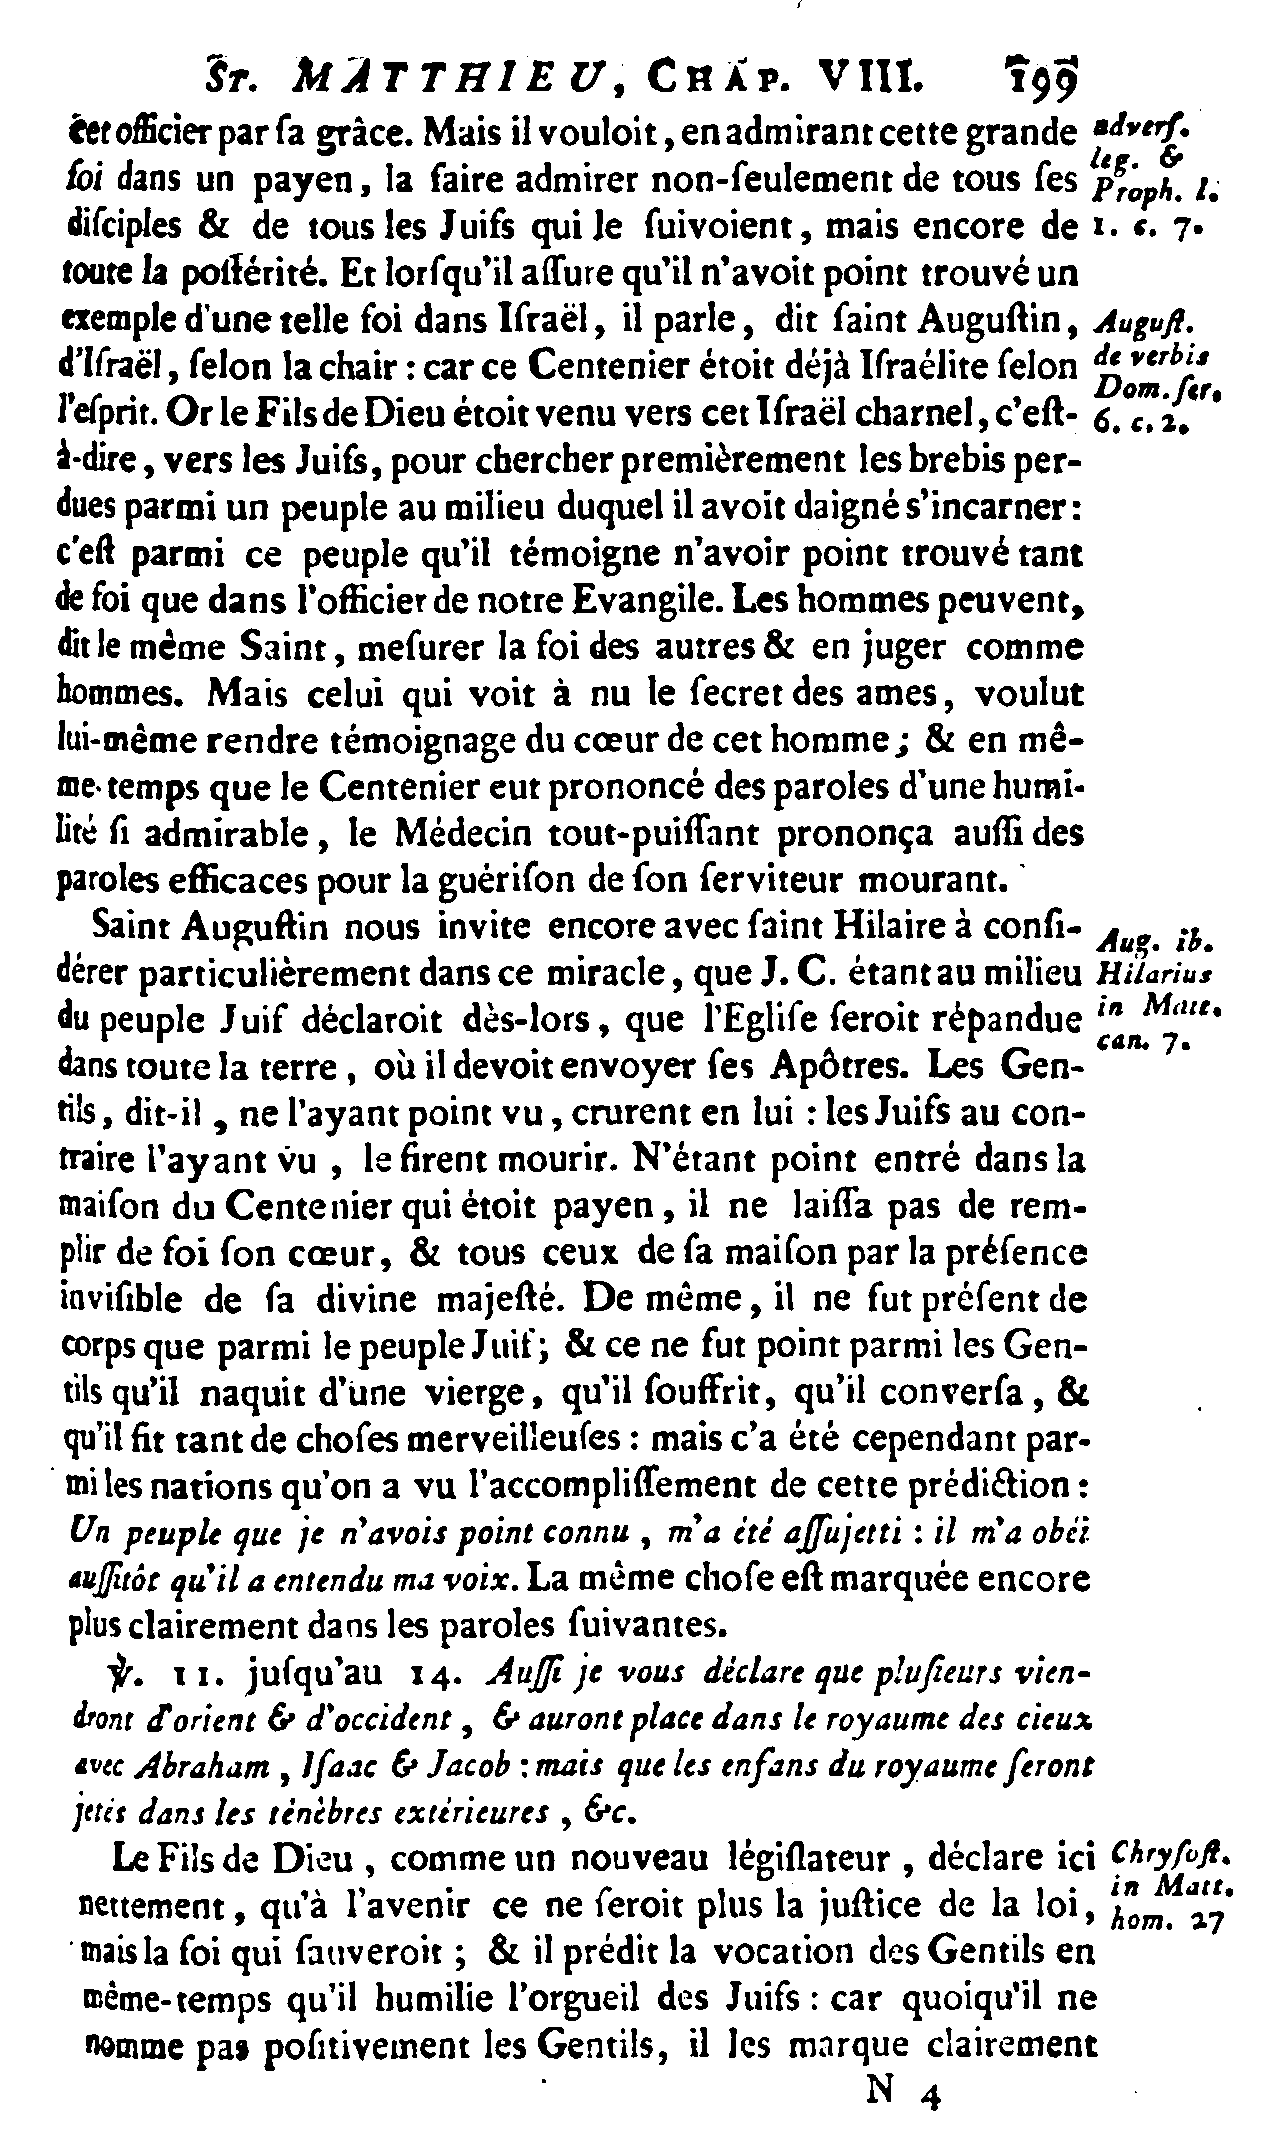 ST. MATTHIEU, CHAP. VIII. 199
cet officier par ſa grâce. Mais il vouloit, en admirant cette grande
foi dans un payen, la faire admirer non-ſeulement de tous ſes
diſciples & de tous les Juifs qui le ſuivoient, mais encore de
toute la poſtérité. Et lorſqu'il aſſure qu'il n'avoit point trouvé un
exemple d'une telle foi dans Iſraël, il parle, dit ſaint Auguſtin,
d'Iſraël, ſelon la chair : car ce Centenier étoit déjà Iſraélite ſelon
l'eſprit. Or le Fils de Dieu étoit venu vers cet Iſraël charnel, c'eſt-
à-dire, vers les Juifs, pour chercher premièrement les brebis per-
dues parmi un peuple au milieu duquel il avoit daigné s'incarner :
c'eſt parmi ce peuple qu'il témoigne n'avoir point trouvé tant
de foi que dans l'officier de notre Evangile. Les hommes peuvent,
dit le même Saint, meſurer la foi des autres & en juger comme
hommes. Mais celui qui voit à nu le ſecret des ames, voulut
lui-même rendre témoignage du cœur de cet homme ; & en mê-
me-temps que le Centenier eut prononcé des paroles d'une humi-
lité ſi admirable, le Médecin tout-puiſſant prononça auſſi des
paroles efficaces pour la guériſon de ſon ſerviteur mourant.
Saint Auguſtin nous invite encore avec ſaint Hilaire à conſi-
dérer particulièrement dans ce miracle, que J. C. étant au milieu
du peuple Juif déclaroit dès-lors, que l'Egliſe ſeroit répandue
dans toute la terre, où il devoit envoyer ſes Apôtres. Les Gen-
tils, dit-il, ne l'ayant point vu, crurent en lui : les Juifs au con-
traire l'ayant vu, le firent mourir. N'étant point entré dans la
maiſon du Centenier qui étoit payen, il ne laiſſa pas de rem-
plir de foi ſon cœur, & tous ceux de ſa maiſon par la préſence
inviſible de ſa divine majeſté. De même, il ne fut préſent de
corps que parmi le peuple Juif ; & ce ne fut point parmi les Gen-
tils qu'il naquit d'une vierge, qu'il ſouffrit, qu'il converſa, &
qu'il fit tant de choſes merveilleuſes : mais c'a été cependant par-
mi les nations qu'on a vu l'accompliſſement de cette prédiction :
Un peuple que je n'avois point connu, m'a été aſſujetti : il m'a obéi
auſſitôt qu'il a entendu ma voix. La même choſe eſt marquée encore
plus clairement dans les paroles ſuivantes.
℣. 11. juſqu'au 14. Auſſi je vous déclare que pluſieurs vien-
dront d'orient & d'occident, & auront place dans le royaume des cieux
avec Abraham, Iſaac & Jacob : mais que les enfans du royaume ſeront
jetés dans les ténèbres extérieures, &c.
Le Fils de Dieu, comme un nouveau légiſlateur, déclare ici
nettement, qu'à l'avenir ce ne ſeroit plus la juſtice de la loi,
mais la foi qui ſauveroit ; & il prédit la vocation des Gentils en
même-temps qu'il humilie l'orgueil des Juifs : car quoiqu'il ne
nomme pas poſitivement les Gentils, il les marque clairement
N 4
adverſ.
leg. &
Proph. l.
1. c. 7.
Auguſt.
de verbis
Dom. ſer.
6. c. 2.
Aug. ib.
Hilarius
in Matt.
can. 7.
Chryſoſt.
in Matt.
hom. 27